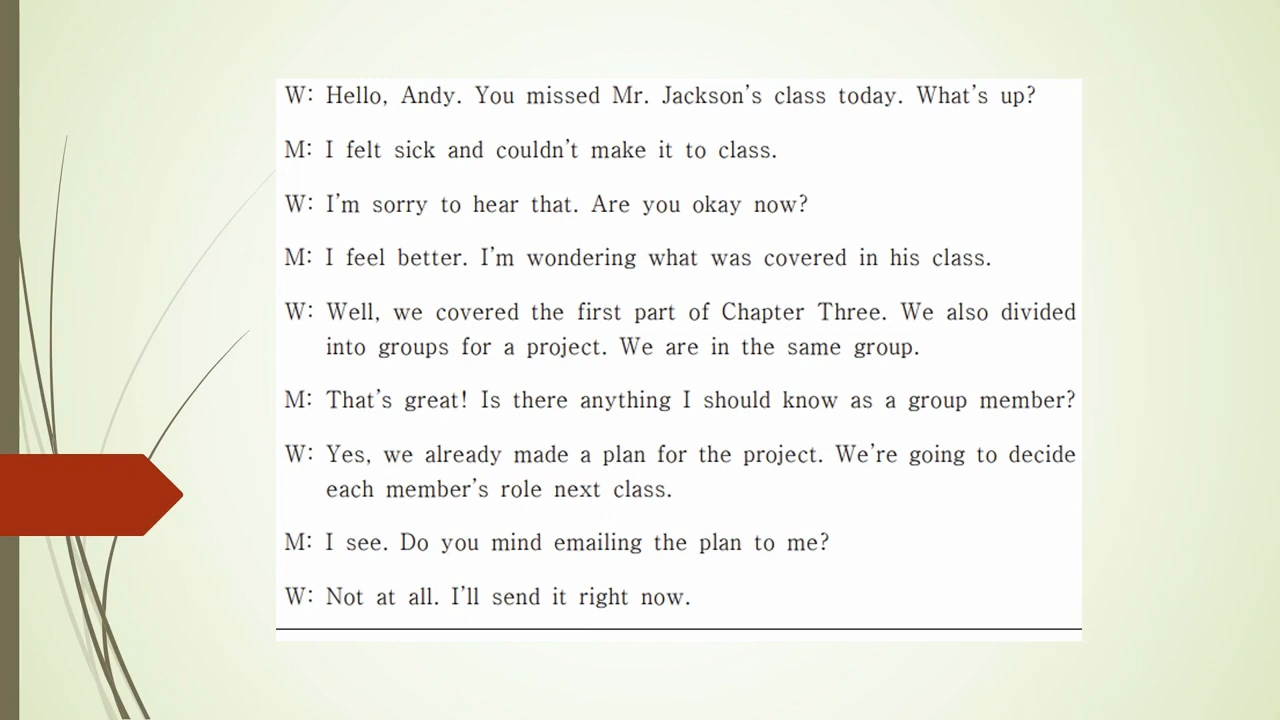 W: Hello, Andy. You missed Mr. Jackson's class today. What's up?
M: I felt sick and couldn't make it to class.
W: I'm sorry to hear that. Are you okay now?
M: I feel better. I'm wondering what was covered in his class.
W: Well, we covered the first part of Chapter Three. We also divided
into groups for a project. We are in the same group.
M: That's great! Is there anything I should know as a group member?
W: Yes, we already made a plan for the project. We're going to decide
each member's role next class.
M: I see. Do you mind emailing the plan to me?
W: Not at all. I'll send it right now.